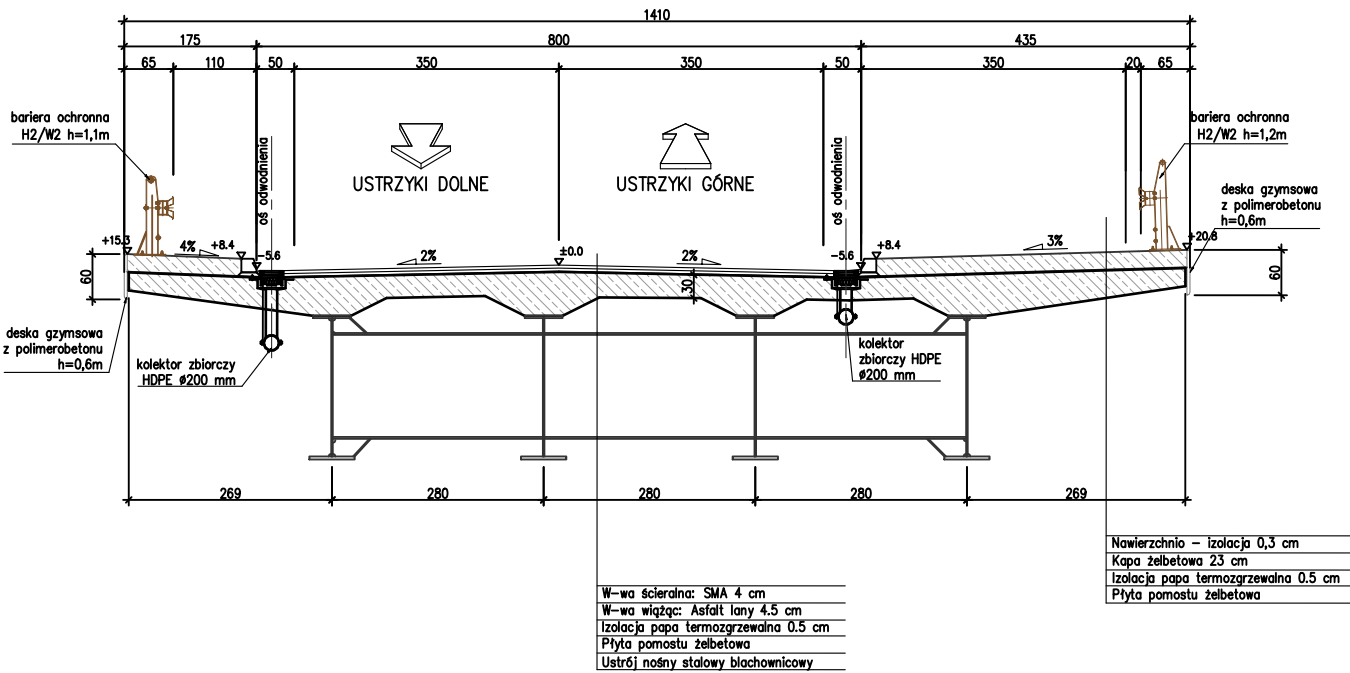 1410
175
800
435
65
110
50
350
350
50
350
20
65
bariera ochronna
H2/W2 h=1,1m
oś odwodnienia
USTRZYKI DOLNE
USTRZYKI GÓRNE
oś odwodnienia
bariera ochronna
H2/W2 h=1,2m
deska gzymsowa
z polimerobetonu
h=0,6m
+15.3
4%
+8.4
-5.6
2%
±0.0
2%
-5.6
+8.4
3%
+20.8
60
30
60
deska gzymsowa
z polimerobetonu
h=0,6m
kolektor zbiorczy
HDPE ø200 mm
kolektor
zbiorczy HDPE
ø200 mm
269
280
280
280
269
Nawierzchnio – izolacja 0,3 cm
Kapa żelbetowa 23 cm
Izolacja papa termozgrzewalna 0.5 cm
Płyta pomostu żelbetowa
W-wa ścieralna: SMA 4 cm
W-wa wiążąc: Asfalt lany 4.5 cm
Izolacja papa termozgrzewalna 0.5 cm
Płyta pomostu żelbetowa
Ustrój nośny stalowy blachownicowy